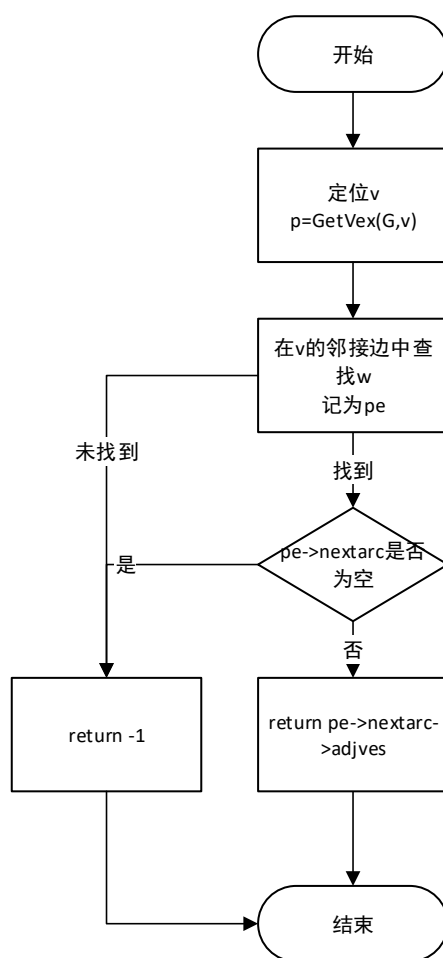 开始
定位v
p=GetVex(G,v)
在v的邻接边中查
找w
记为pe
未找到
找到
pe->nextarc是否
为空
是
否
return -1
return pe->nextarc-
>adjves
结束